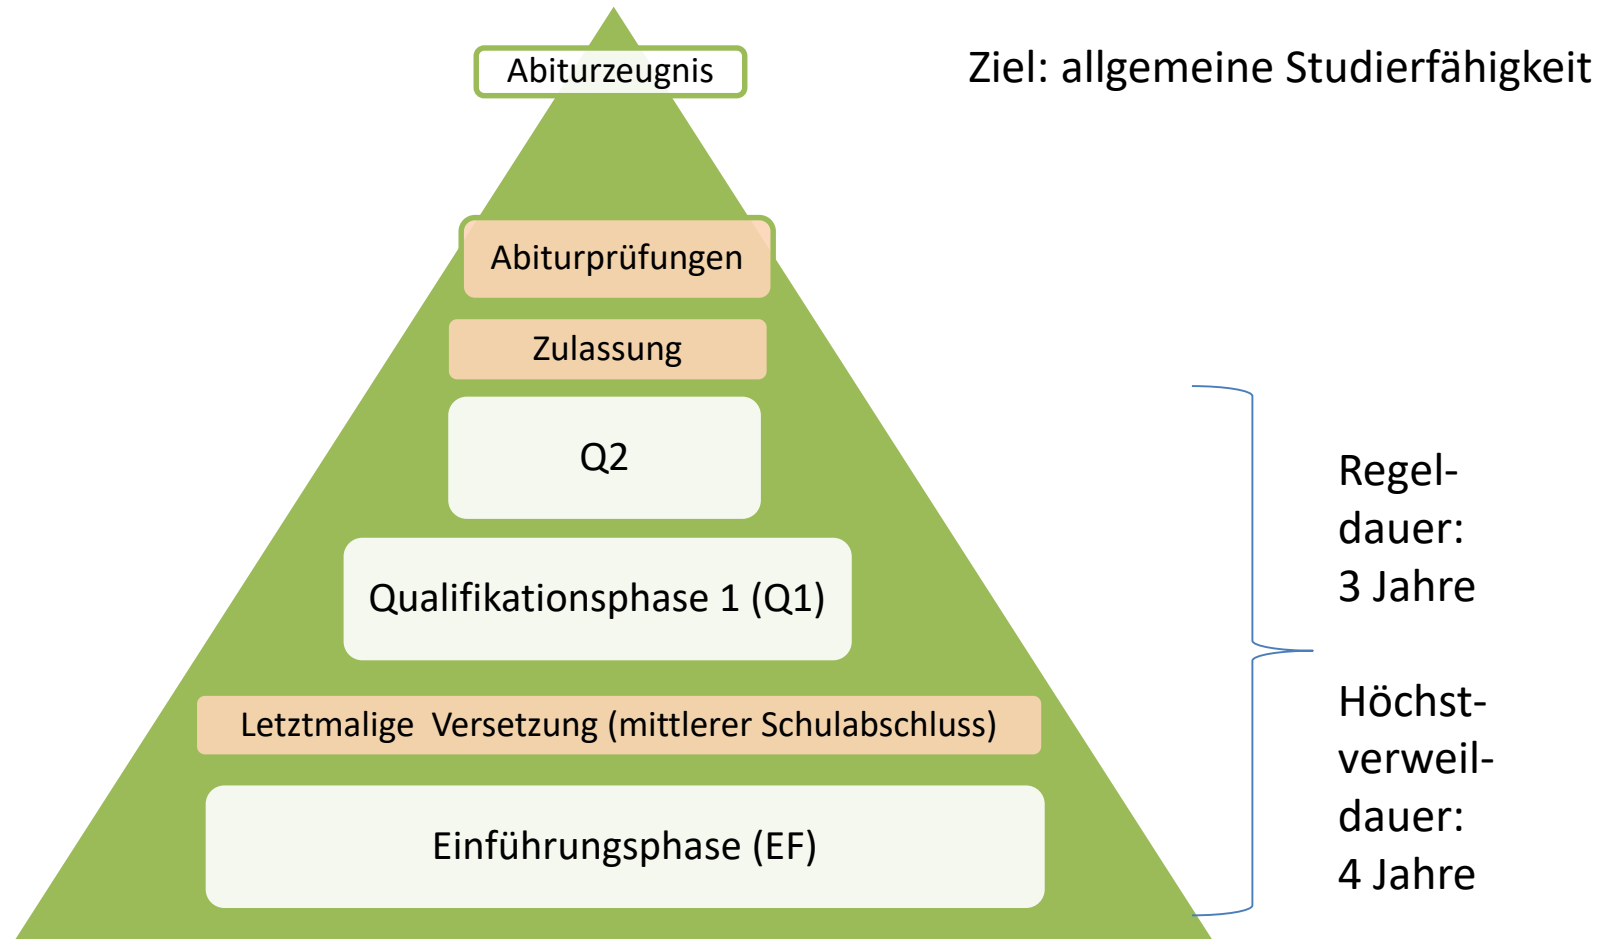 Abiturzeugnis
Ziel: allgemeine Studierfähigkeit
Abiturprüfungen
Zulassung
Q2
Qualifikationsphase 1 (Q1)
Letztmalige  Versetzung (mittlerer Schulabschluss)
Einführungsphase (EF)
Regel-
dauer:
3 Jahre
Höchst-
verweil-
dauer:
4 Jahre